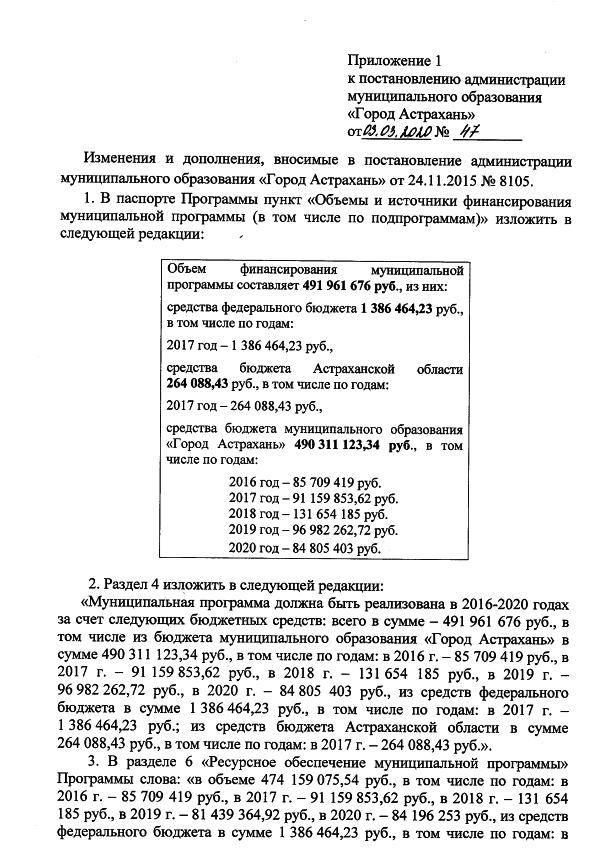 Приложение 1
к постановлению администрации
муниципального образования
«Город Астрахань»
от 03.03.2020 № 47
Изменения и дополнения, вносимые в постановление администрации
муниципального образования «Город Астрахань» от 24.11.2015 № 8105.
1. В паспорте Программы пункт «Объемы и источники финансирования
муниципальной программы (в том числе по подпрограммам)» изложить в
следующей редакции:
Объем финансирования муниципальной
программы составляет 491 961 676 руб., из них:
средства федерального бюджета 1 386 464,23 руб.,
в том числе по годам:
2017 год – 1 386 464,23 руб.,
средства бюджета Астраханской области
264 088,43 руб., в том числе по годам:
2017 год – 264 088,43 руб.,
средства бюджета муниципального образования
«Город Астрахань» 490 311 123,34 руб., в том
числе по годам:
2016 год – 85 709 419 руб.
2017 год – 91 159 853,62 руб.
2018 год – 131 654 185 руб.
2019 год – 96 982 262,72 руб.
2020 год – 84 805 403 руб.
2. Раздел 4 изложить в следующей редакции:
«Муниципальная программа должна быть реализована в 2016-2020 годах
за счет следующих бюджетных средств: всего в сумме – 491 961 676 руб., в
том числе из бюджета муниципального образования «Город Астрахань» в
сумме 490 311 123,34 руб., в том числе по годам: в 2016 г. – 85 709 419 руб., в
2017 г. – 91 159 853,62 руб., в 2018 г. – 131 654 185 руб., в 2019 г. –
96 982 262,72 руб., в 2020 г. – 84 805 403 руб., из средств федерального
бюджета в сумме 1 386 464,23 руб., в том числе по годам: в 2017 г. –
1 386 464,23 руб.; из средств бюджета Астраханской области в сумме
264 088,43 руб., в том числе по годам: в 2017 г. – 264 088,43 руб.».
3. В разделе 6 «Ресурсное обеспечение муниципальной программы»
Программы слова: «в объеме 474 159 075,54 руб., в том числе по годам: в
2016 г. – 85 709 419 руб., в 2017 г. – 91 159 853,62 руб., в 2018 г. – 131 654
185 руб., в 2019 г. – 81 439 364,92 руб., в 2020 г. – 84 196 253 руб., из средств
федерального бюджета в сумме 1 386 464,23 руб., в том числе по годам: в